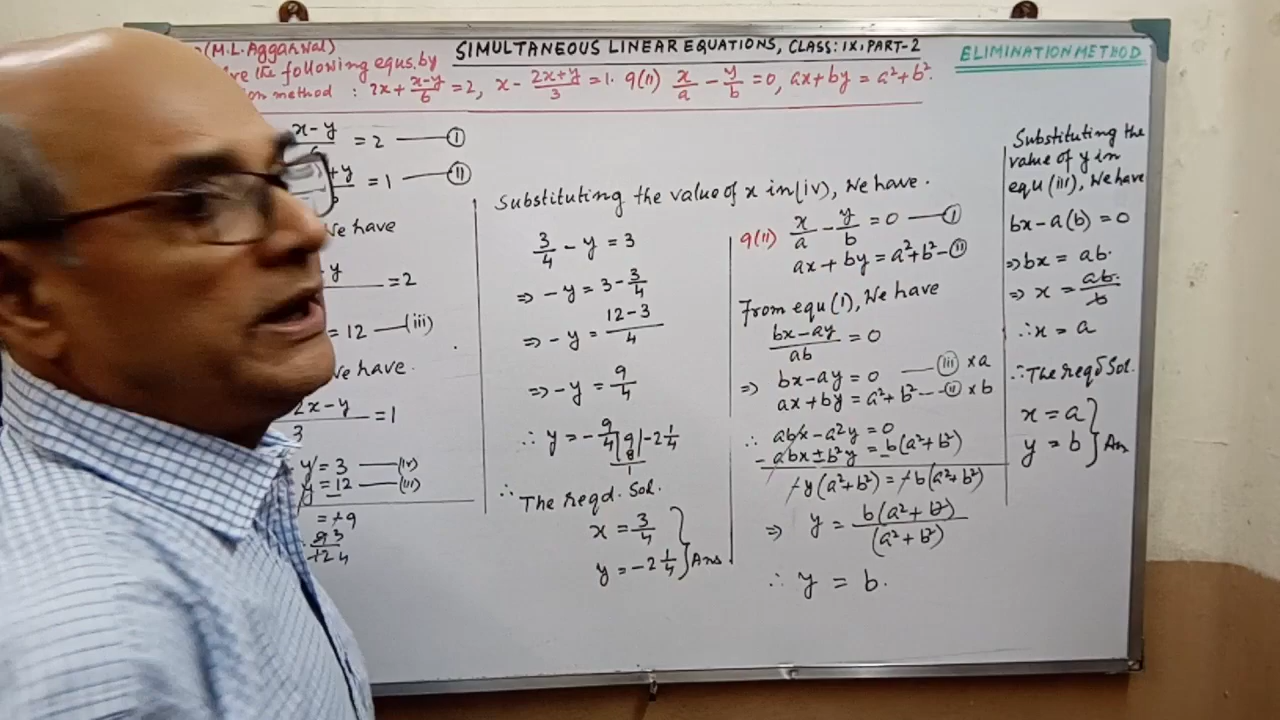 (M.L. Aggarwal)
the following equs. by
method : 2x + (x-y)/6 = 2, x - (2x+y)/3 = 1. 9(ii) x/a - y/b = 0, ax + by = a² + b².
SIMULTANEOUS LINEAR EQUATIONS, CLASS: IX, PART-2
ELIMINATION METHOD
x-y = 2 — (I)
+y = 1 — (II)
We have
y = 2
= 12 — (iii)
We have.
2x-y/3 = 1
y = 3 — (iv)
y = 12 — (iii)
= +9
Substituting the value of x in (iv), We have.
3/4 - y = 3
⇒ -y = 3 - 3/4
⇒ -y = (12-3)/4
⇒ -y = 9/4
∴ y = -9/4 | 9 | -2 1/4
8
1
∴ The reqd. Sol.
x = 3/4
y = -2 1/4 } Ans
9(ii) x/a - y/b = 0 — (I)
ax + by = a² + b² — (II)
From equ (I), We have
(bx - ay)/ab = 0
⇒ bx - ay = 0 — (III) × a
ax + by = a² + b² — (II) × b
∴ abx - a²y = 0
- abx ± b²y = - b(a² + b²)
-y(a² + b²) = -b(a² + b²)
⇒ y = b(a² + b²)/(a² + b²)
∴ y = b.
Substituting the
value of y in
equ (iii), We have
bx - a(b) = 0
⇒ bx = ab.
⇒ x = ab/b
∴ x = a
∴ The reqd Sol.
x = a
y = b } Ans